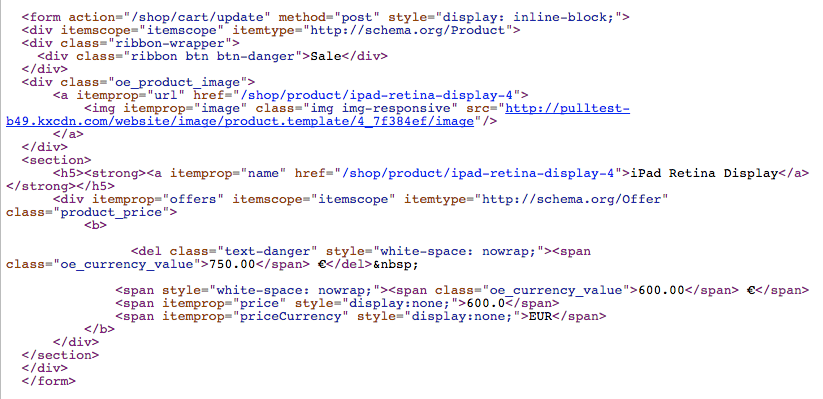 <form action="/shop/cart/update" method="post" style="display: inline-block;">
<div itemscope="itemscope" itemtype="http://schema.org/Product">
<div class="ribbon-wrapper">
<div class="ribbon btn btn-danger">Sale</div>
</div>
<div class="oe_product_image">
<a itemprop="url" href="/shop/product/ipad-retina-display-4">
<img itemprop="image" class="img img-responsive" src="http://pulltest-
b49.kxcdn.com/website/image/product.template/4_7f384ef/image"/>
</a>
</div>
<section>
<h5><strong><a itemprop="name" href="/shop/product/ipad-retina-display-4">iPad Retina Display</a>
</strong></h5>
<div itemprop="offers" itemscope="itemscope" itemtype="http://schema.org/Offer"
class="product_price">
<b>
<del class="text-danger" style="white-space: nowrap;"><span
class="oe_currency_value">750.00</span> €</del>&nbsp;
<span style="white-space: nowrap;"><span class="oe_currency_value">600.00</span> €</span>
<span itemprop="price" style="display:none;">600.0</span>
<span itemprop="priceCurrency" style="display:none;">EUR</span>
</b>
</div>
</section>
</div>
</form>